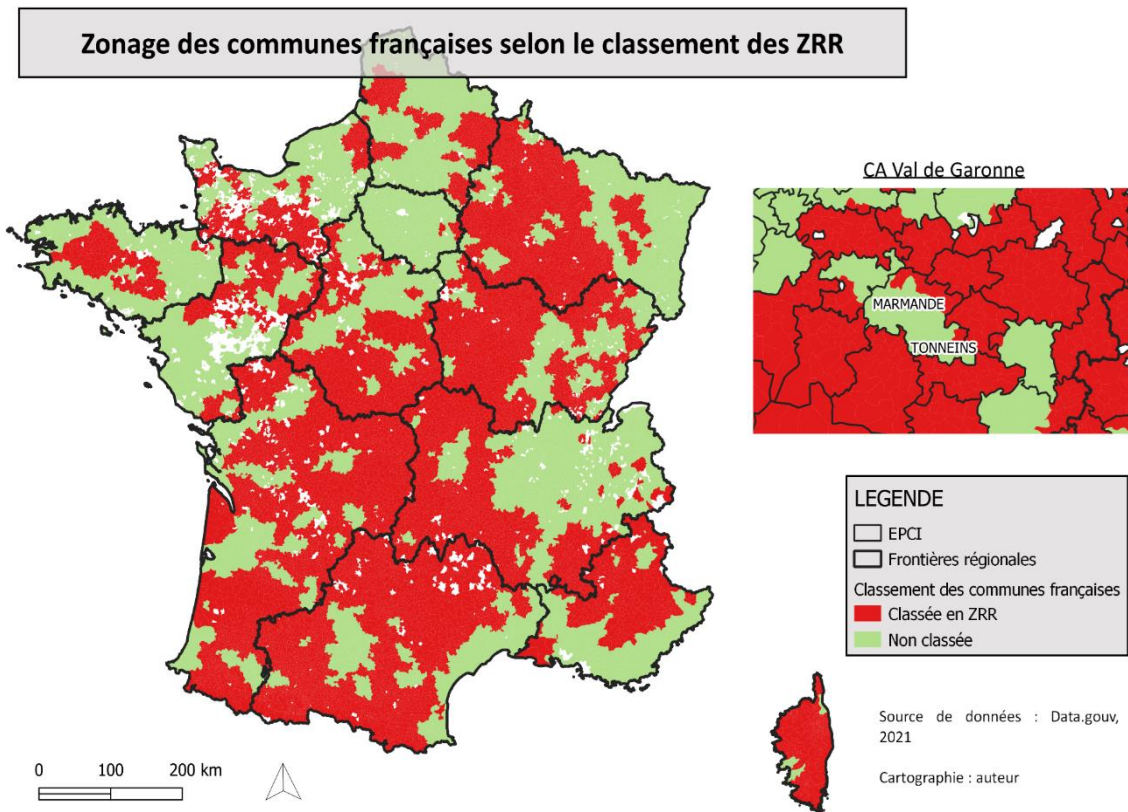 Zonage des communes françaises selon le classement des ZRR
CA Val de Garonne
MARMANDE
TONNEINS
LEGENDE
EPCI
Frontières régionales
Classement des communes françaises
Classée en ZRR
Non classée
Source de données : Data.gouv,
2021
Cartographie : auteur
0 100 200 km